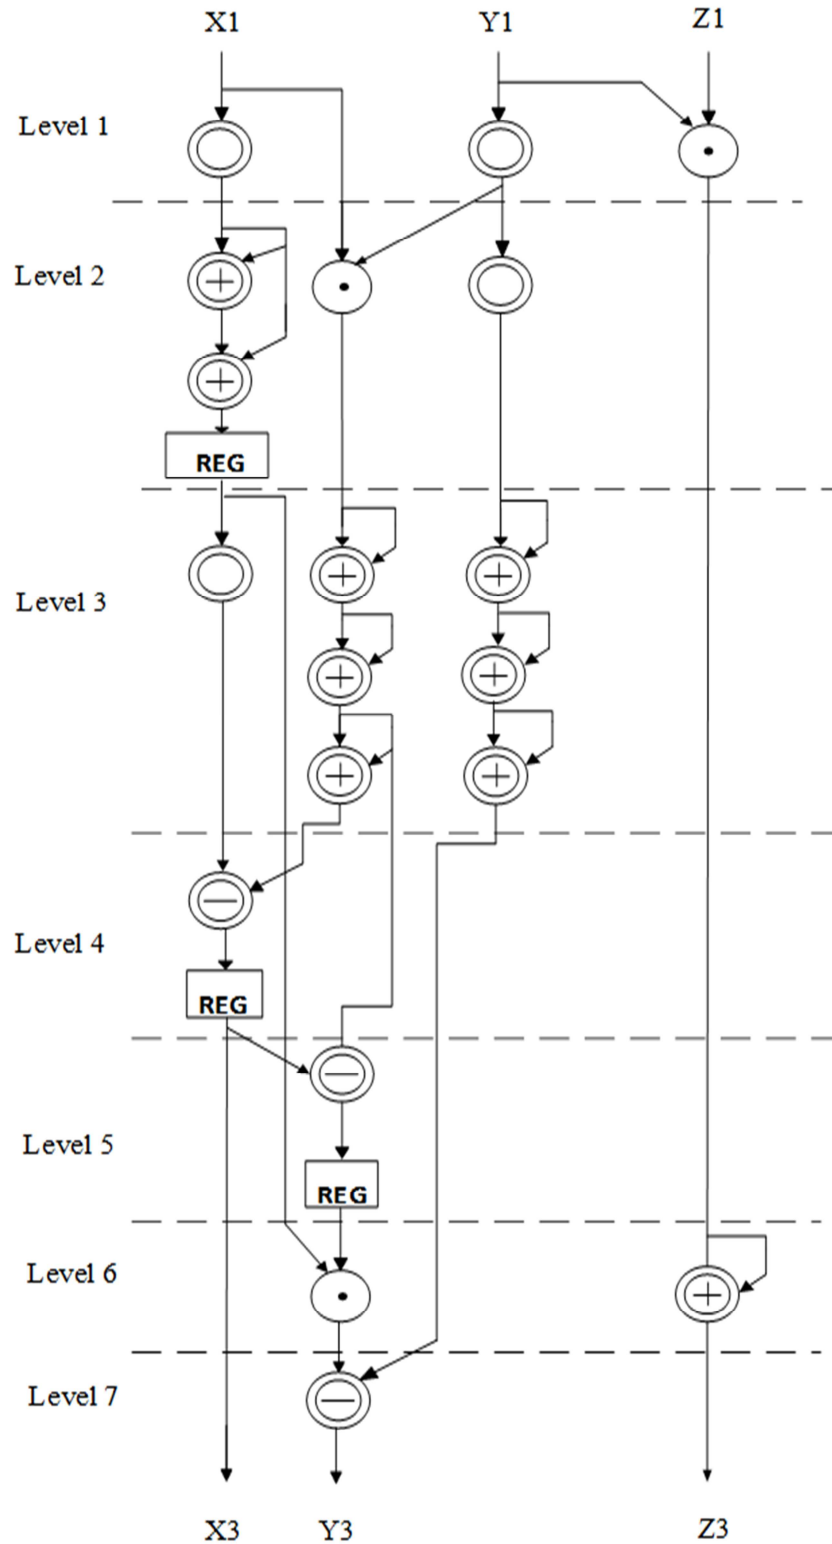 X1 Y1 Z1
Level 1
Level 2
REG
Level 3
Level 4
REG
Level 5
REG
Level 6
Level 7
X3 Y3 Z3